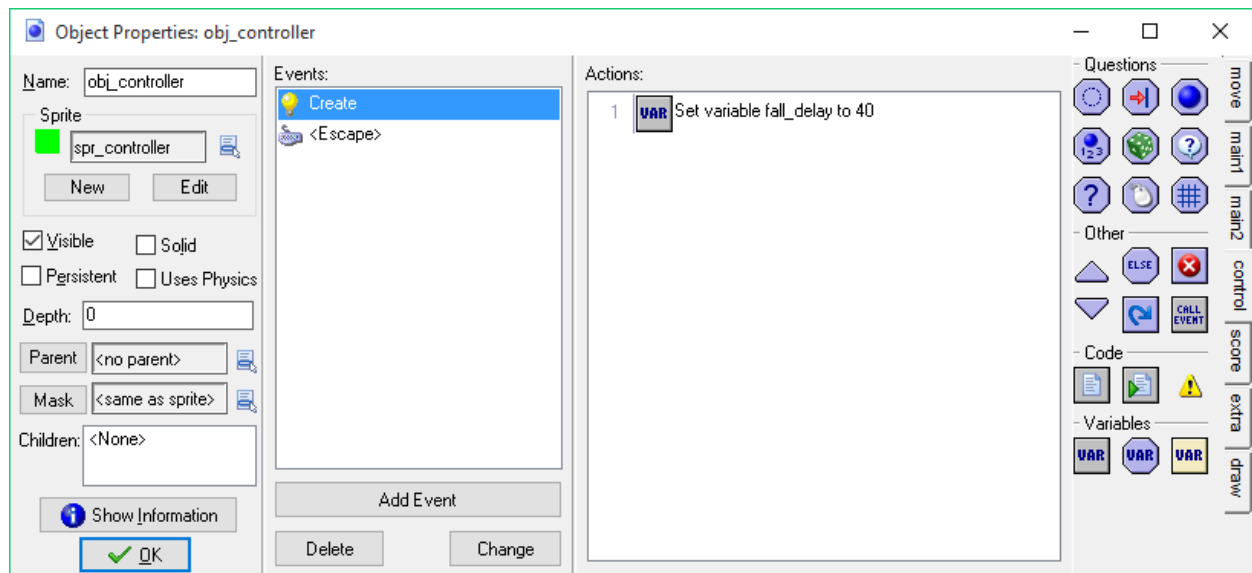 Object Properties: obj_controller
Name: obj_controller
Sprite
spr_controller
New Edit
Visible Solid
Persistent Uses Physics
Depth: 0
Parent <no parent>
Mask <same as sprite>
Children: <None>
Show Information
OK
Events:
Create
<Escape>
Add Event
Delete Change
Actions:
1 VAR Set variable fall_delay to 40
Questions
1 2 3
?
?
Other
ELSE
CALL EVENT
Code
Variables
VAR VAR VAR
move
main1
main2
control
score
extra
draw